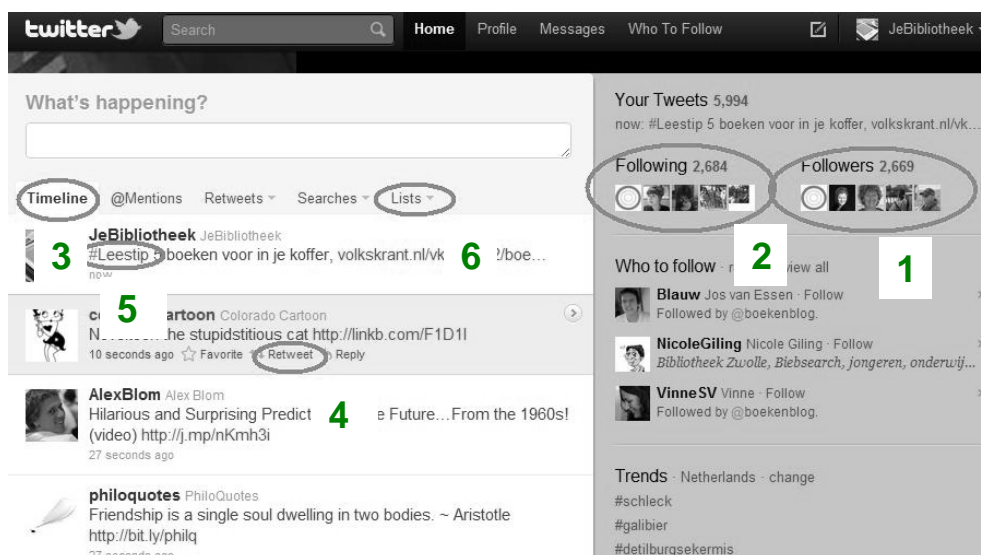 twitter Search Home Profile Messages Who To Follow JeBibliotheek
What's happening?
Timeline @Mentions Retweets Searches Lists
JeBibliotheek JeBibliotheek
#Leestip 5 boeken voor in je koffer, volkskrant.nl/vk /boe…
now
3
5
6
Cartoon Colorado Cartoon
the stupidstitious cat http://linkb.com/F1D1I
10 seconds ago Favorite Retweet Reply
AlexBlom Alex Blom
Hilarious and Surprising Predict e Future…From the 1960s!
(video) http://j.mp/nKmh3i
27 seconds ago
4
philoquotes PhiloQuotes
Friendship is a single soul dwelling in two bodies. ~ Aristotle
http://bit.ly/philq
27 seconds ago
Your Tweets 5,994
now: #Leestip 5 boeken voor in je koffer, volkskrant.nl/vk...
Following 2,684
Followers 2,669
2
1
Who to follow · view all
Blauw Jos van Essen · Follow
Followed by @boekenblog.
NicoleGiling Nicole Giling · Follow
Bibliotheek Zwolle, Biebsearch, jongeren, onderwij...
VinneSV Vinne · Follow
Followed by @boekenblog.
Trends · Netherlands · change
#schleck
#galibier
#detilburgsekermis